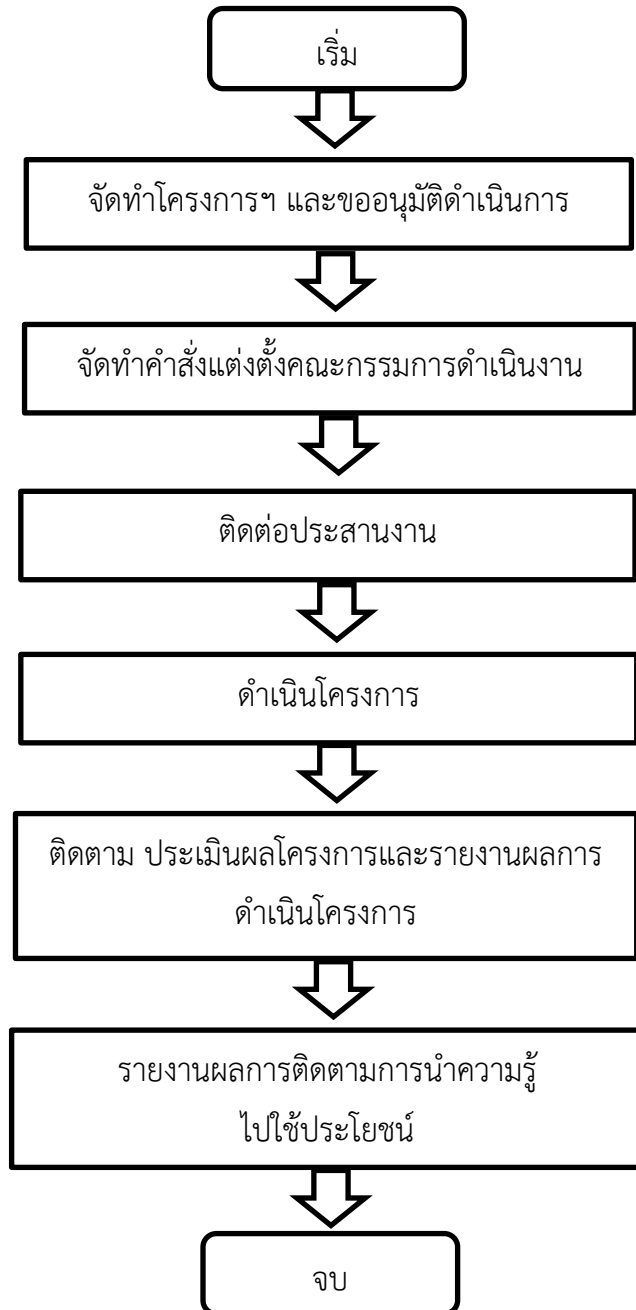 เริ่ม
จัดทำโครงการฯ และขออนุมัติดำเนินการ
จัดทำคำสั่งแต่งตั้งคณะกรรมการดำเนินงาน
ติดต่อประสานงาน
ดำเนินโครงการ
ติดตาม ประเมินผลโครงการและรายงานผลการ
ดำเนินโครงการ
รายงานผลการติดตามการนำความรู้
ไปใช้ประโยชน์
จบ